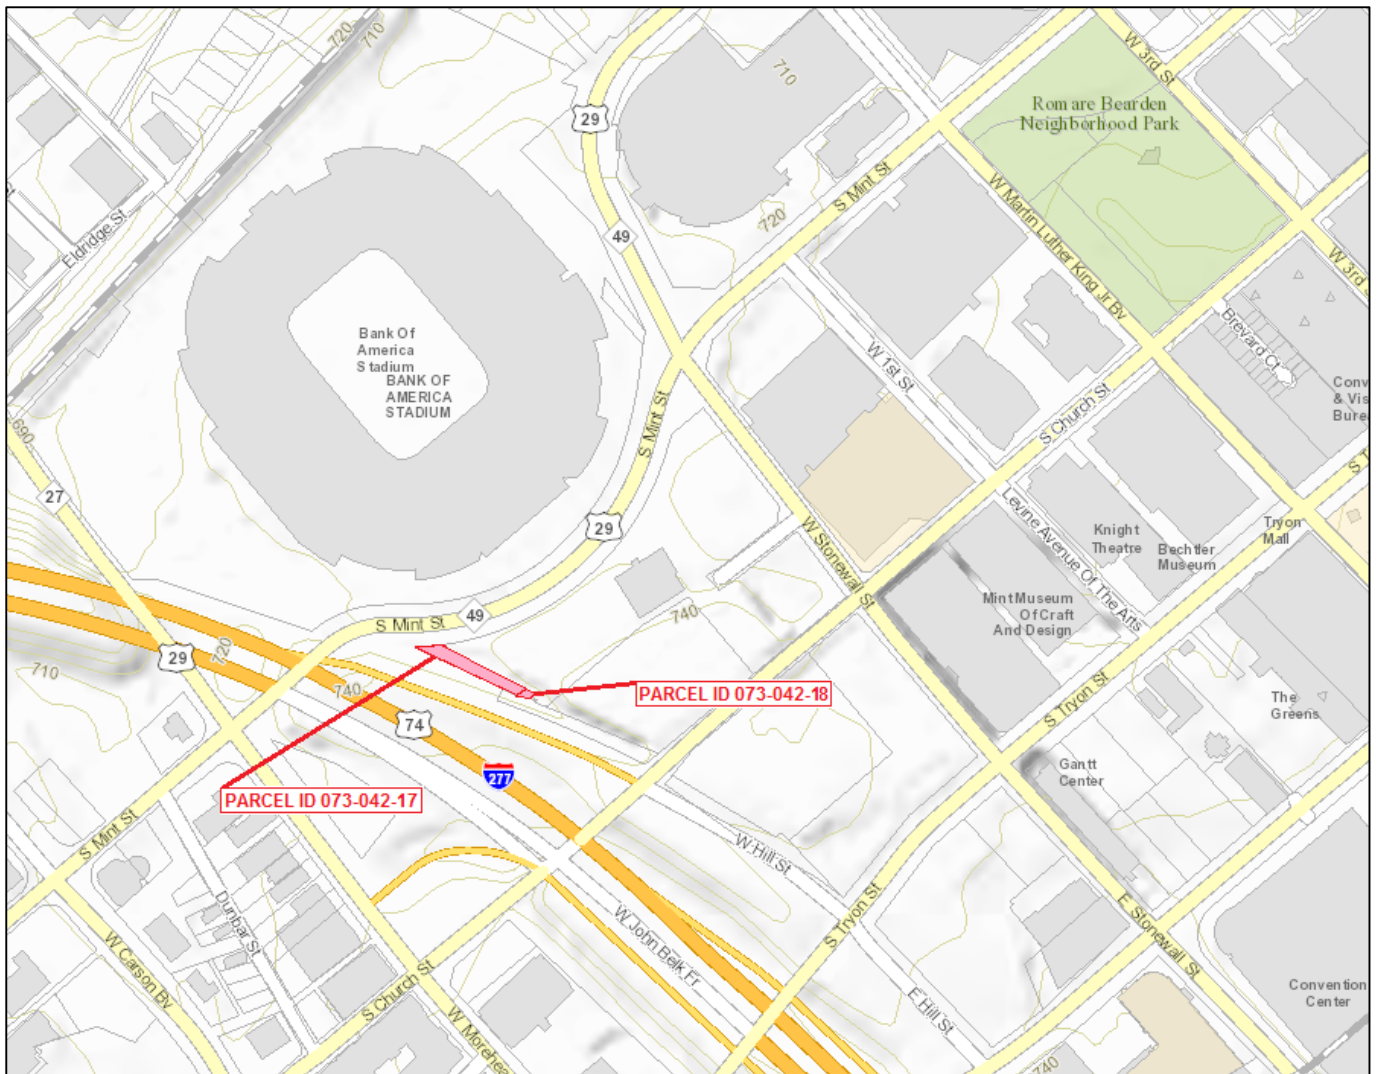 720
710
W 3rd St
710
29
Romare Bearden
Neighborhood Park
S Mint St
W Martin Luther King Jr Bv
720
49
Eldridge St
W 3rd
Brevard Ct
Bank Of
America
Stadium
BANK OF
AMERICA
STADIUM
W 1st St
S Mint St
S Church St
Conv
& Vis
Bure
690
27
S T
29
Levine Avenue Of The Arts
Knight
Theatre
Bechtler
Museum
Tryon
Mall
W Stonewall St
Mint Museum
Of Craft
And Design
740
49
S Mint St
29
720
710
740
PARCEL ID 073-042-18
74
S Tryon St
The
Greens
277
Gantt
Center
PARCEL ID 073-042-17
S Mint St
W Hill St
Dunbar St
W John Belk Fr
S Tryon St
E Stonewall St
W Carson Bv
S Church St
E Hill St
Convention
Center
W Morehea
740